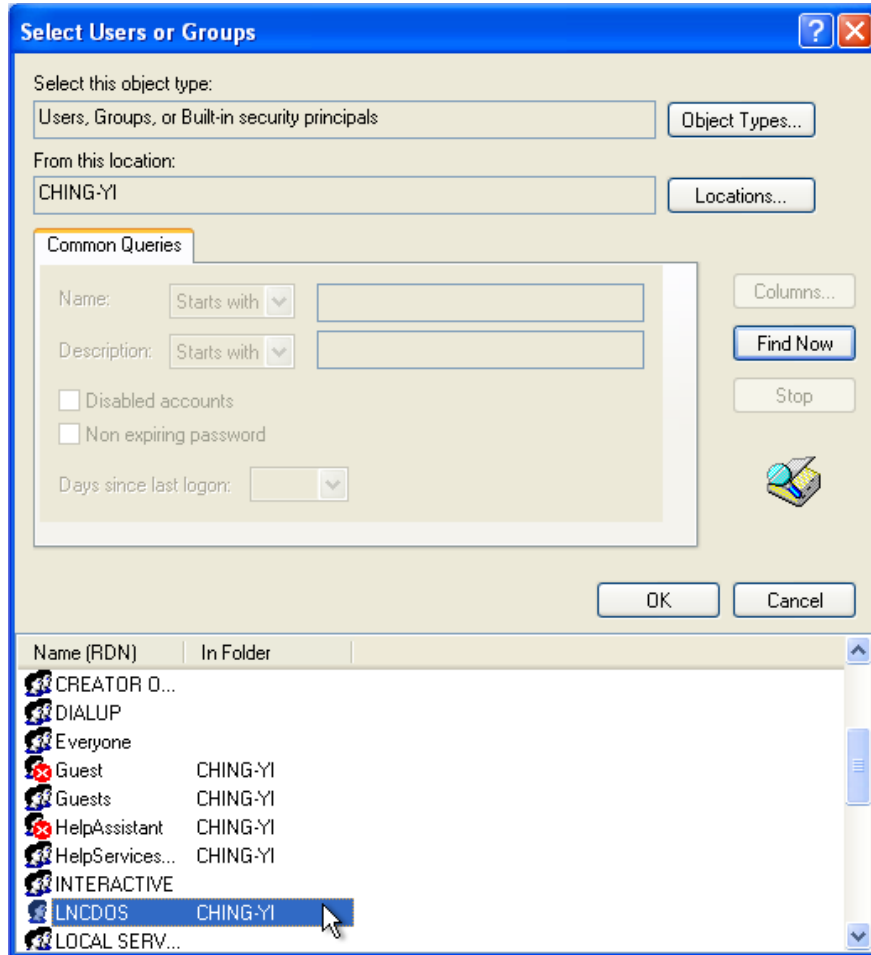 Select Users or Groups
Select this object type:
Users, Groups, or Built-in security principals
Object Types...
From this location:
CHING-YI
Locations...
Common Queries
Name: Starts with
Columns...
Description: Starts with
Find Now
Disabled accounts
Stop
Non expiring password
Days since last logon:
OK Cancel
Name (RDN) In Folder
CREATOR O...
DIALUP
Everyone
Guest CHING-YI
Guests CHING-YI
HelpAssistant CHING-YI
HelpServices... CHING-YI
INTERACTIVE
LNCDOS CHING-YI
LOCAL SERV...